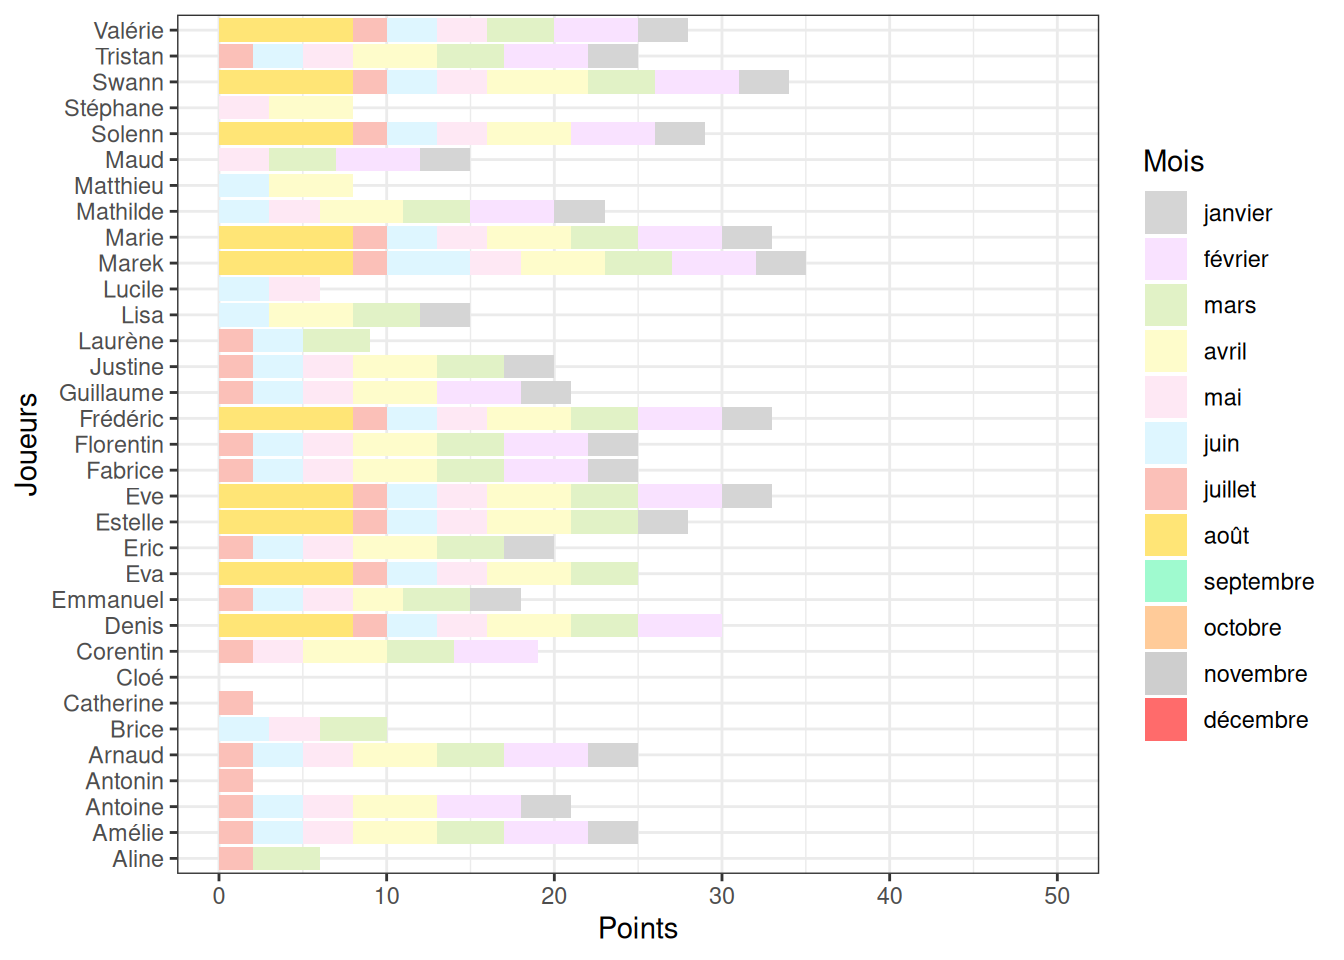 Valérie
Tristan
Swann
Stéphane
Solenn
Maud
Matthieu
Mathilde
Marie
Marek
Lucile
Lisa
Laurène
Justine
Guillaume
Frédéric
Florentin
Fabrice
Eve
Estelle
Eric
Eva
Emmanuel
Denis
Corentin
Cloé
Catherine
Brice
Arnaud
Antonin
Antoine
Amélie
Aline
Joueurs
0 10 20 30 40 50
Points
Mois
janvier
février
mars
avril
mai
juin
juillet
août
septembre
octobre
novembre
décembre